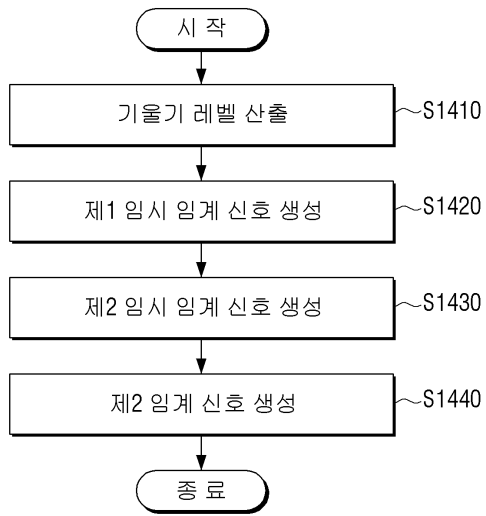 시 작
기울기 레벨 산출
S1410
제1 임시 임계 신호 생성
S1420
제2 임시 임계 신호 생성
S1430
제2 임계 신호 생성
S1440
종 료